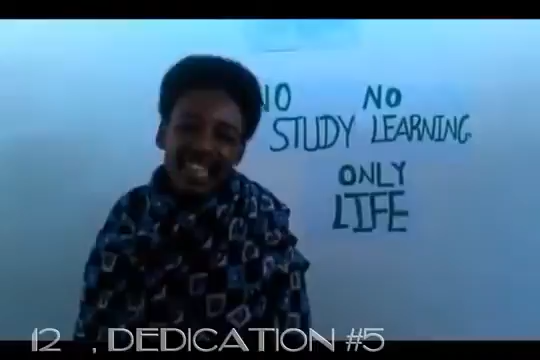 NO NO
STUDY LEARNING.
ONLY
LIFE
12 , DEDICATION #5